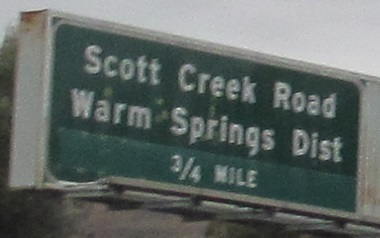 Scott Creek Road
Warm Springs Dist
3/4 MILE